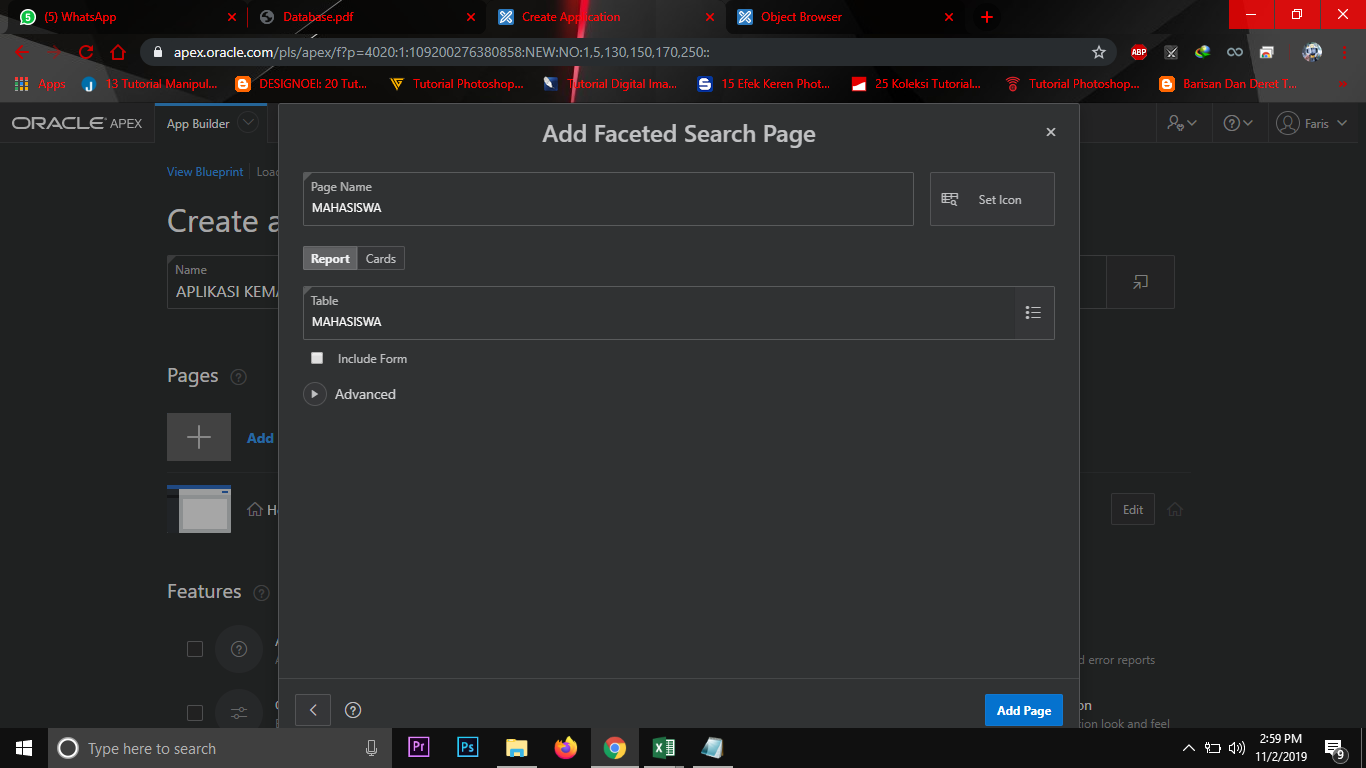 (5) WhatsApp
Database.pdf
Create Application
Object Browser
apex.oracle.com/pls/apex/f?p=4020:1:109200276380858:NEW:NO:1,5,130,150,170,250::
ABP
Apps
13 Tutorial Manipul...
DESIGNOEI: 20 Tut...
Tutorial Photoshop...
Tutorial Digital Ima...
15 Efek Keren Phot...
25 Koleksi Tutorial...
Tutorial Photoshop...
Barisan Dan Deret T...
ORACLE APEX
App Builder
Faris
View Blueprint
Create a
Name
APLIKASI KEMA
Pages
Add
Edit
Features
d error reports
on
tion look and feel
Add Faceted Search Page
Page Name
MAHASISWA
Set Icon
Report
Cards
Table
MAHASISWA
Include Form
Advanced
Add Page
Type here to search
Pr
Ps
2:59 PM
11/2/2019
9